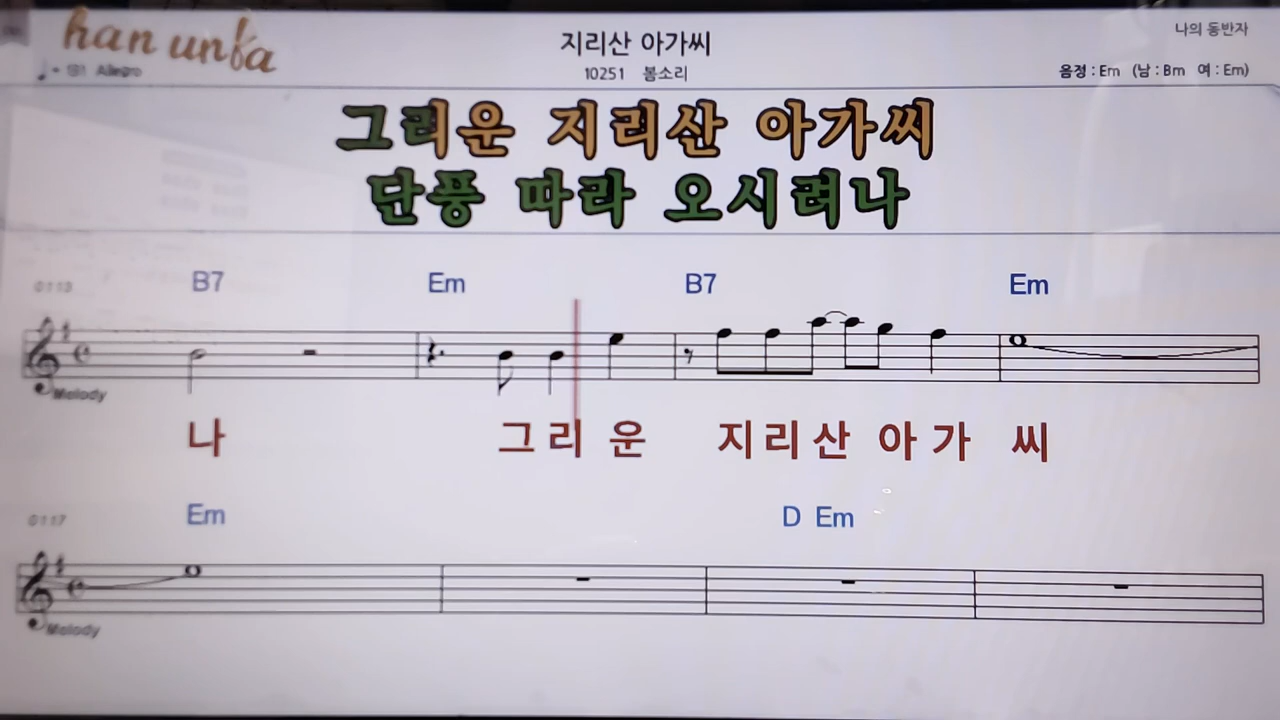 han unfa
지리산 아가씨
나의 동반자
♩ = 131 Allegro
10251 봄소리
음정 : Em (남 : Bm 여 : Em)
그리운 지리산 아가씨
단풍 따라 오시려나
0113 B7 Em B7 Em
Melody
나 그리 운 지리산 아가 씨
0117 Em D Em
Melody